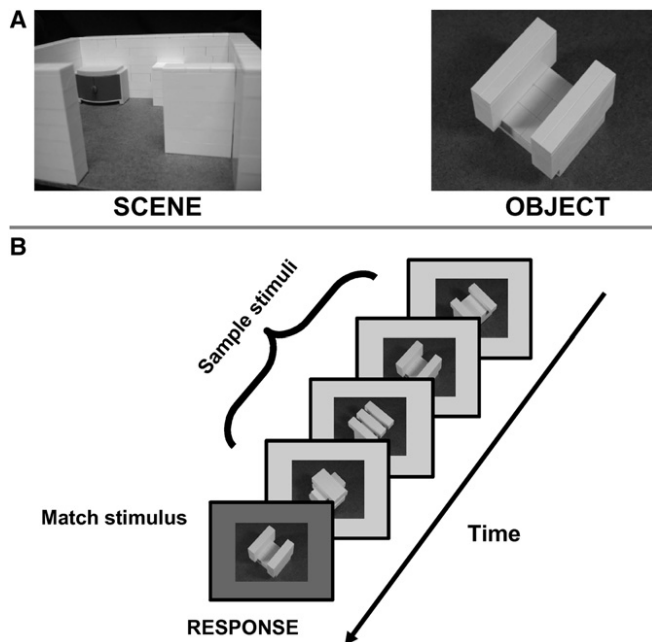 A
SCENE
OBJECT
B
Sample stimuli
Match stimulus
Time
RESPONSE